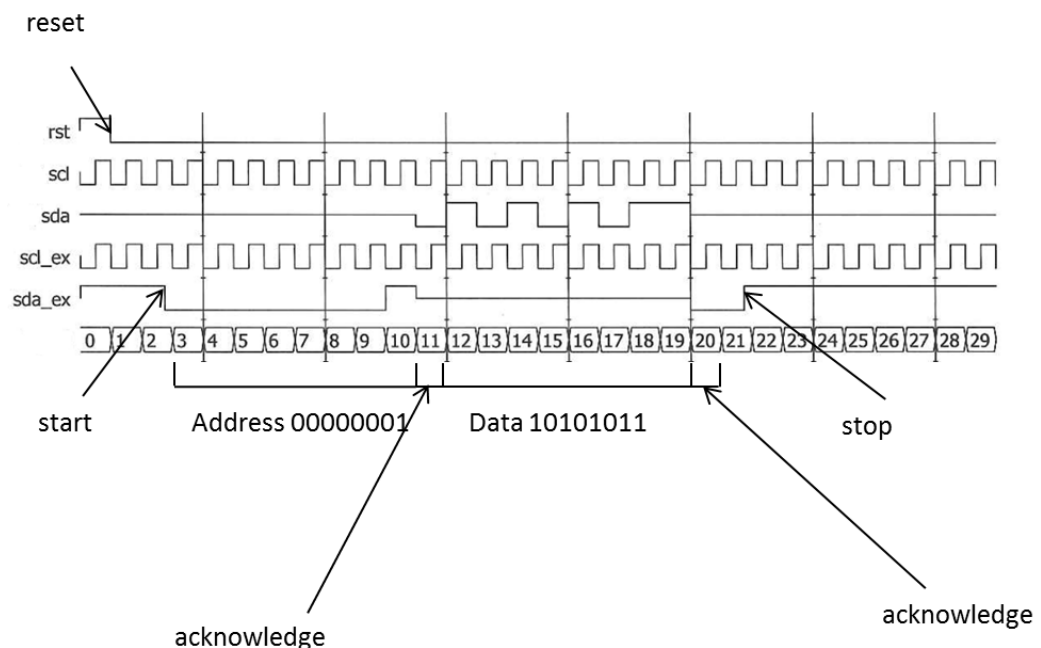 reset
rst
scl
sda
scl_ex
sda_ex
0 1 2 3 4 5 6 7 8 9 10 11 12 13 14 15 16 17 18 19 20 21 22 23 24 25 26 27 28 29
start Address 00000001 Data 10101011 stop
acknowledge
acknowledge